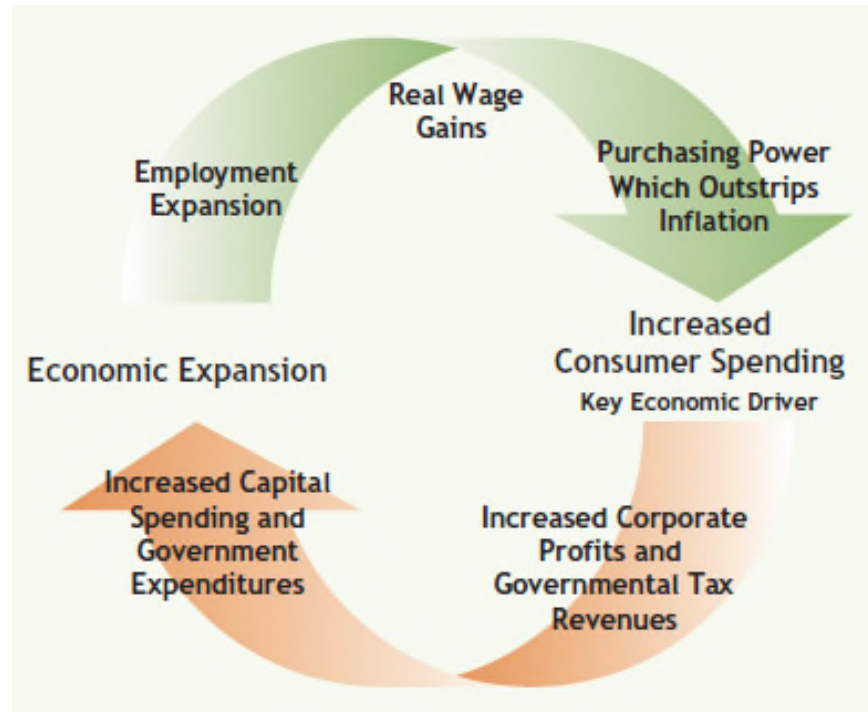 Real Wage
Gains
Purchasing Power
Which Outstrips
Inflation
Increased
Consumer Spending
Key Economic Driver
Increased Corporate
Profits and
Governmental Tax
Revenues
Increased Capital
Spending and
Government
Expenditures
Economic Expansion
Employment
Expansion